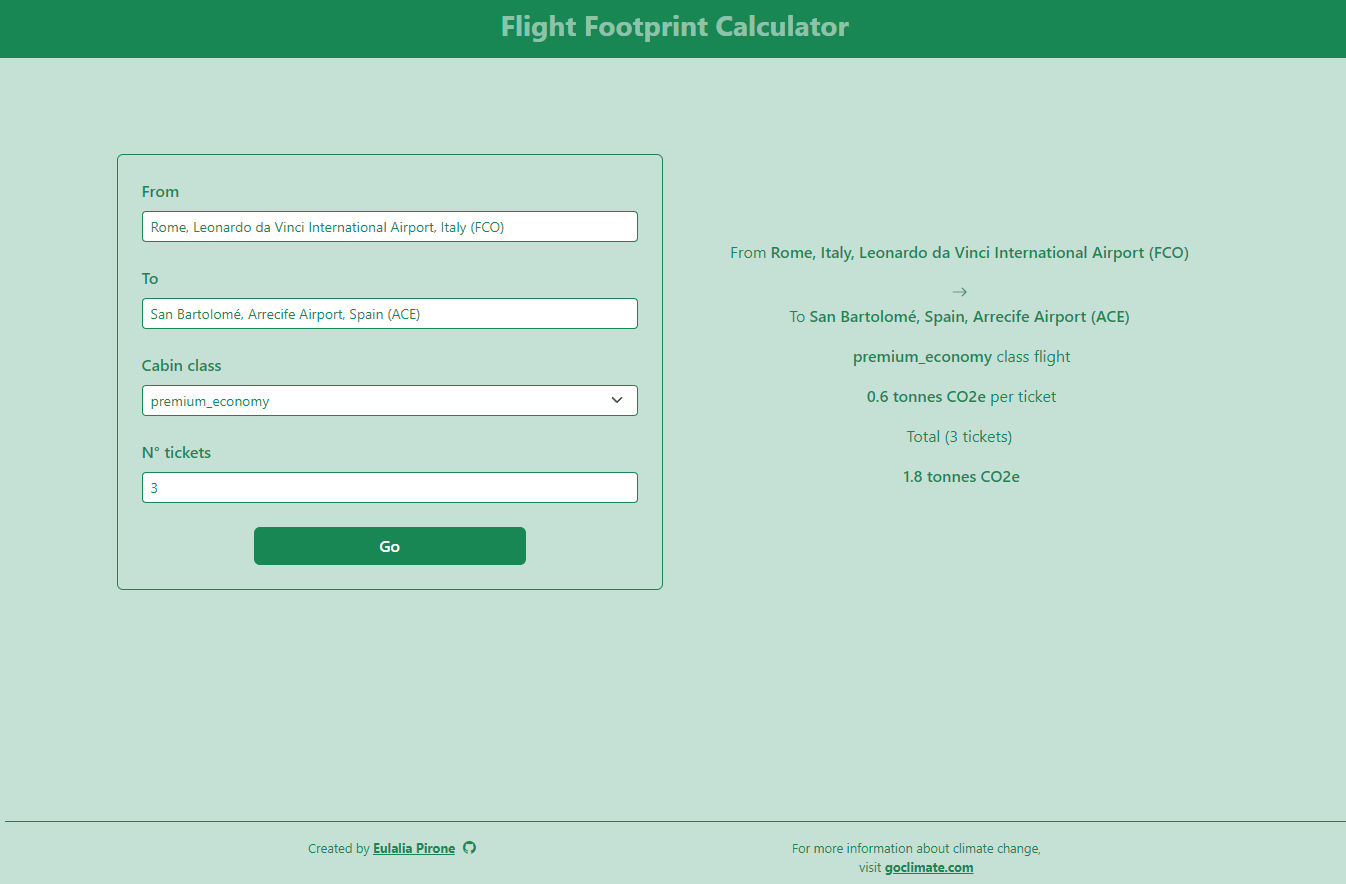 Flight Footprint Calculator
From
Rome, Leonardo da Vinci International Airport, Italy (FCO)
To
San Bartolomé, Arrecife Airport, Spain (ACE)
Cabin class
premium_economy
N° tickets
3
Go
From Rome, Italy, Leonardo da Vinci International Airport (FCO)
→
To San Bartolomé, Spain, Arrecife Airport (ACE)
premium_economy class flight
0.6 tonnes CO2e per ticket
Total (3 tickets)
1.8 tonnes CO2e
Created by Eulalia Pirone
For more information about climate change,
visit goclimate.com